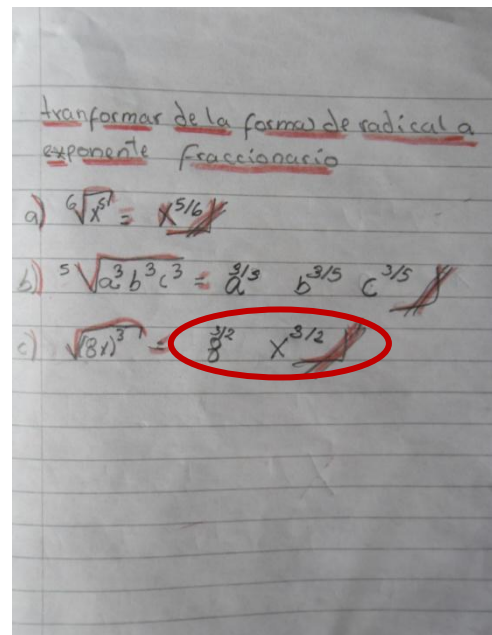 tranformar de la forma de radical a
exponente fraccionario
a) ⁶√x⁵ = x^5/6
b) ⁵√a³b³c³ = a^3/5 b^3/5 c^3/5
c) √(8x)³ = 8^3/2 x^3/2